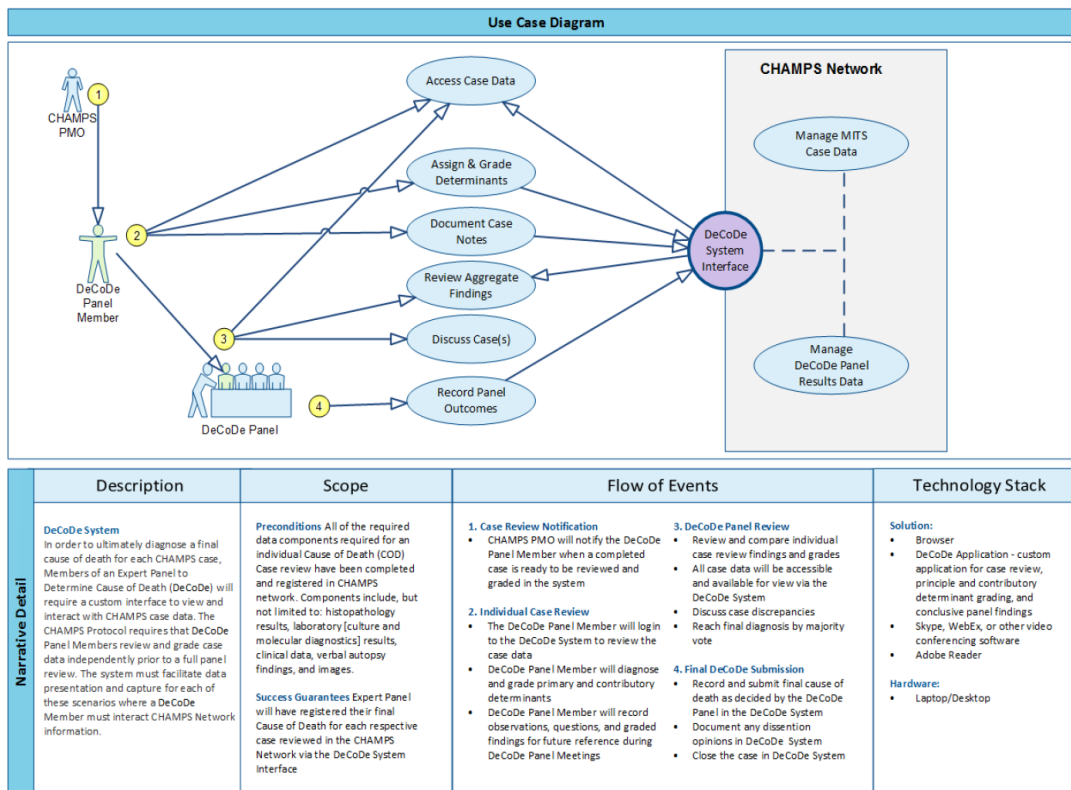 Use Case Diagram
CHAMPS Network
1
CHAMPS
PMO
Access Case Data
Manage MITS
Case Data
Assign & Grade
Determinants
2
Document Case
Notes
DeCoDe
System
Interface
DeCoDe
Panel
Member
Review Aggregate
Findings
3
Discuss Case(s)
Manage
DeCoDe Panel
Results Data
4
Record Panel
Outcomes
DeCoDe Panel
Narrative Detail
Description
DeCoDe System
In order to ultimately diagnose a final
cause of death for each CHAMPS case,
Members of an Expert Panel to
Determine Cause of Death (DeCoDe) will
require a custom interface to view and
interact with CHAMPS case data. The
CHAMPS Protocol requires that DeCoDe
Panel Members review and grade case
data independently prior to a full panel
review. The system must facilitate data
presentation and capture for each of
these scenarios where a DeCoDe
Member must interact CHAMPS Network
information.
Scope
Preconditions All of the required
data components required for an
individual Cause of Death (COD)
Case review have been completed
and registered in CHAMPS
network. Components include, but
not limited to: histopathology
results, laboratory [culture and
molecular diagnostics] results,
clinical data, verbal autopsy
findings, and images.
Success Guarantees Expert Panel
will have registered their final
Cause of Death for each respective
case reviewed in the CHAMPS
Network via the DeCoDe System
Interface
Flow of Events
1. Case Review Notification
• CHAMPS PMO will notify the DeCoDe
Panel Member when a completed
case is ready to be reviewed and
graded in the system
2. Individual Case Review
• The DeCoDe Panel Member will login
to the DeCoDe System to review the
case data
• DeCoDe Panel Member will diagnose
and grade primary and contributory
determinants
• DeCoDe Panel Member will record
observations, questions, and graded
findings for future reference during
DeCoDe Panel Meetings
3. DeCoDe Panel Review
• Review and compare individual
case review findings and grades
• All case data will be accessible
and available for view via the
DeCoDe System
• Discuss case discrepancies
• Reach final diagnosis by majority
vote
4. Final DeCoDe Submission
• Record and submit final cause of
death as decided by the DeCoDe
Panel in the DeCoDe System
• Document any dissention
opinions in DeCoDe System
• Close the case in DeCoDe System
Technology Stack
Solution:
• Browser
• DeCoDe Application - custom
application for case review,
principle and contributory
determinant grading, and
conclusive panel findings
• Skype, WebEx, or other video
conferencing software
• Adobe Reader
Hardware:
• Laptop/Desktop